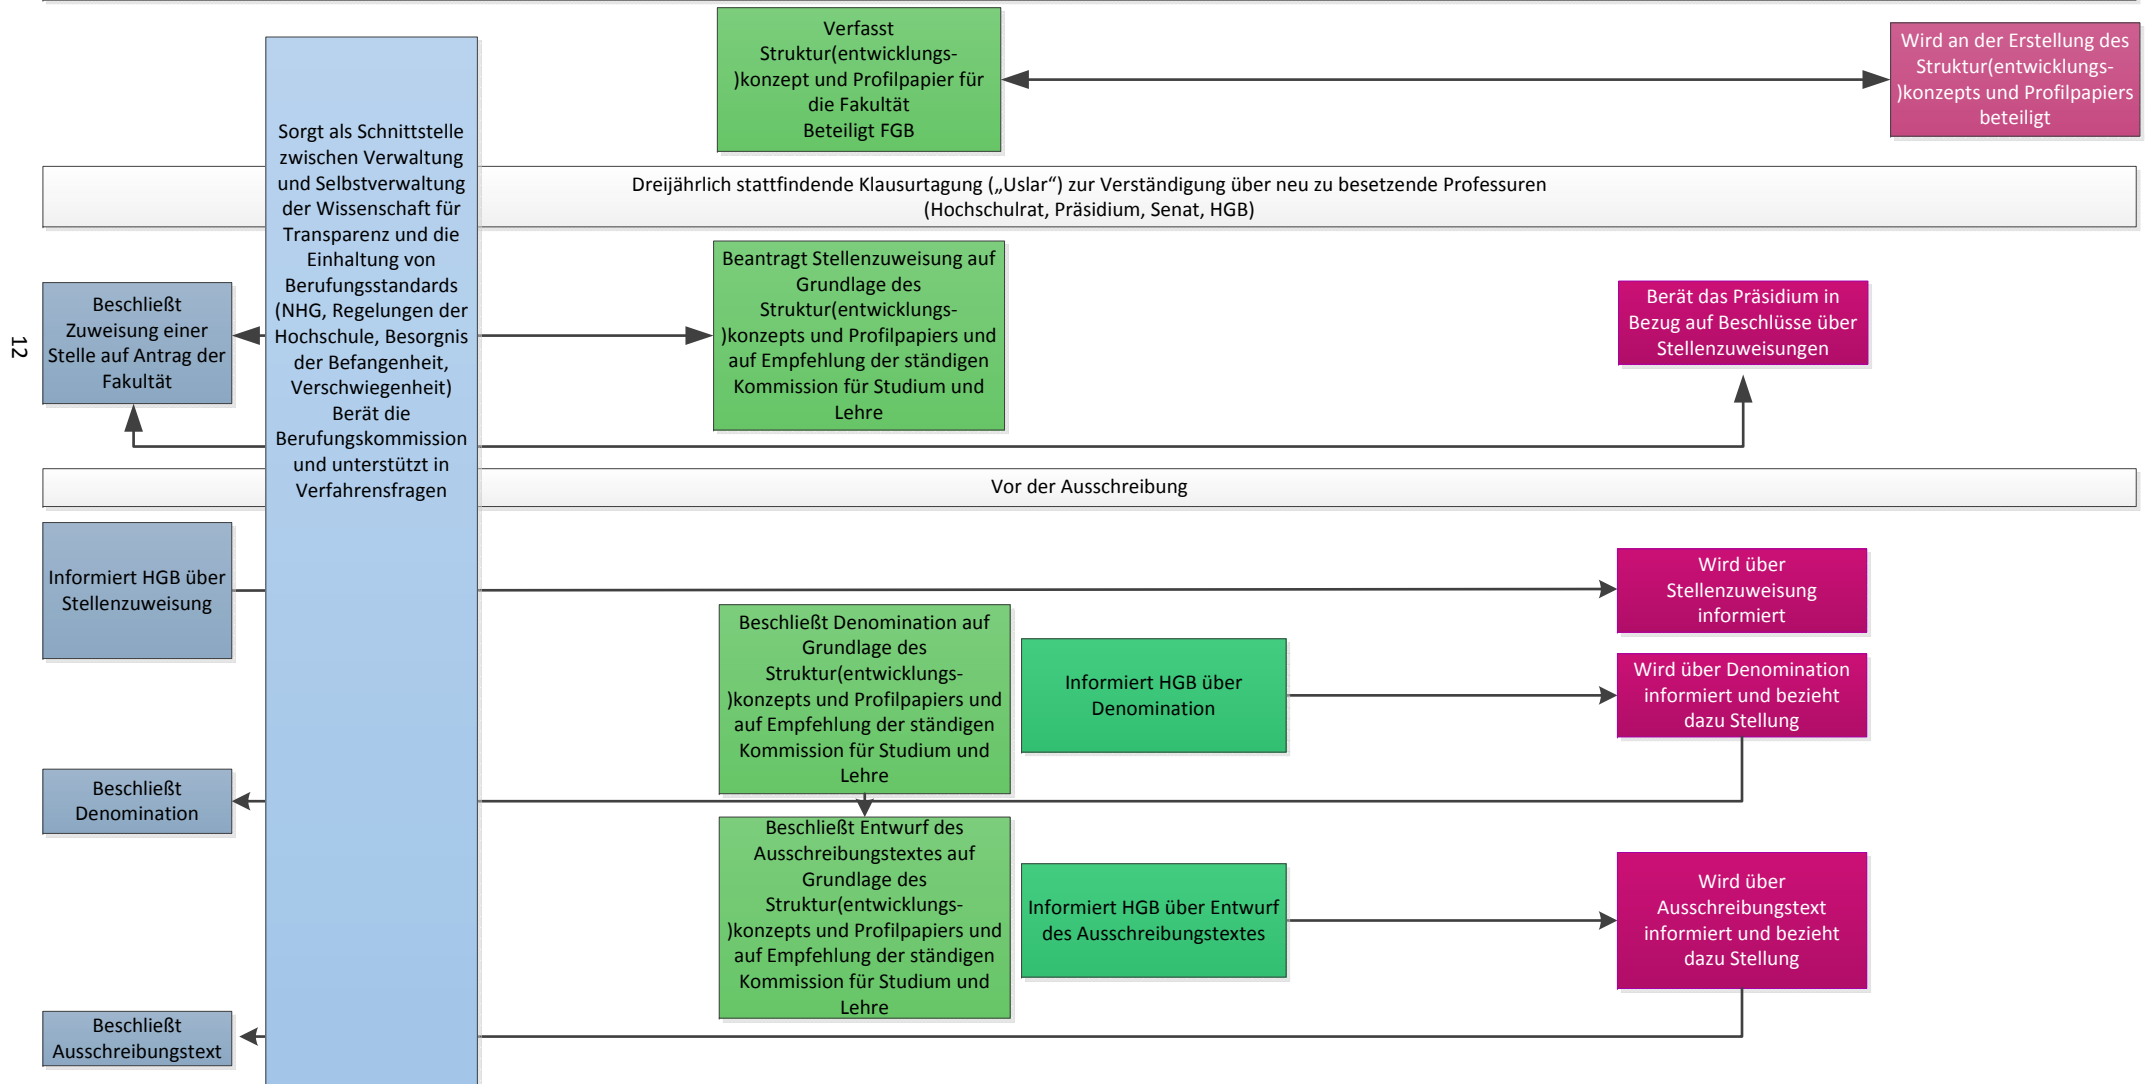 Verfasst
Struktur(entwicklungs-
)konzept und Profilpapier für
die Fakultät
Beteiligt FGB
Wird an der Erstellung des
Struktur(entwicklungs-
)konzepts und Profilpapiers
beteiligt
Sorgt als Schnittstelle
zwischen Verwaltung
und Selbstverwaltung
der Wissenschaft für
Transparenz und die
Einhaltung von
Berufungsstandards
(NHG, Regelungen der
Hochschule, Besorgnis
der Befangenheit,
Verschwiegenheit)
Berät die
Berufungskommission
und unterstützt in
Verfahrensfragen
Dreijährlich stattfindende Klausurtagung („Uslar“) zur Verständigung über neu zu besetzende Professuren
(Hochschulrat, Präsidium, Senat, HGB)
Beschließt
Zuweisung einer
Stelle auf Antrag der
Fakultät
Beantragt Stellenzuweisung auf
Grundlage des
Struktur(entwicklungs-
)konzepts und Profilpapiers und
auf Empfehlung der ständigen
Kommission für Studium und
Lehre
Berät das Präsidium in
Bezug auf Beschlüsse über
Stellenzuweisungen
12
Vor der Ausschreibung
Informiert HGB über
Stellenzuweisung
Wird über
Stellenzuweisung
informiert
Beschließt Denomination auf
Grundlage des
Struktur(entwicklungs-
)konzepts und Profilpapiers und
auf Empfehlung der ständigen
Kommission für Studium und
Lehre
Informiert HGB über
Denomination
Wird über Denomination
informiert und bezieht
dazu Stellung
Beschließt
Denomination
Beschließt Entwurf des
Ausschreibungstextes auf
Grundlage des
Struktur(entwicklungs-
)konzepts und Profilpapiers und
auf Empfehlung der ständigen
Kommission für Studium und
Lehre
Informiert HGB über Entwurf
des Ausschreibungstextes
Wird über
Ausschreibungstext
informiert und bezieht
dazu Stellung
Beschließt
Ausschreibungstext